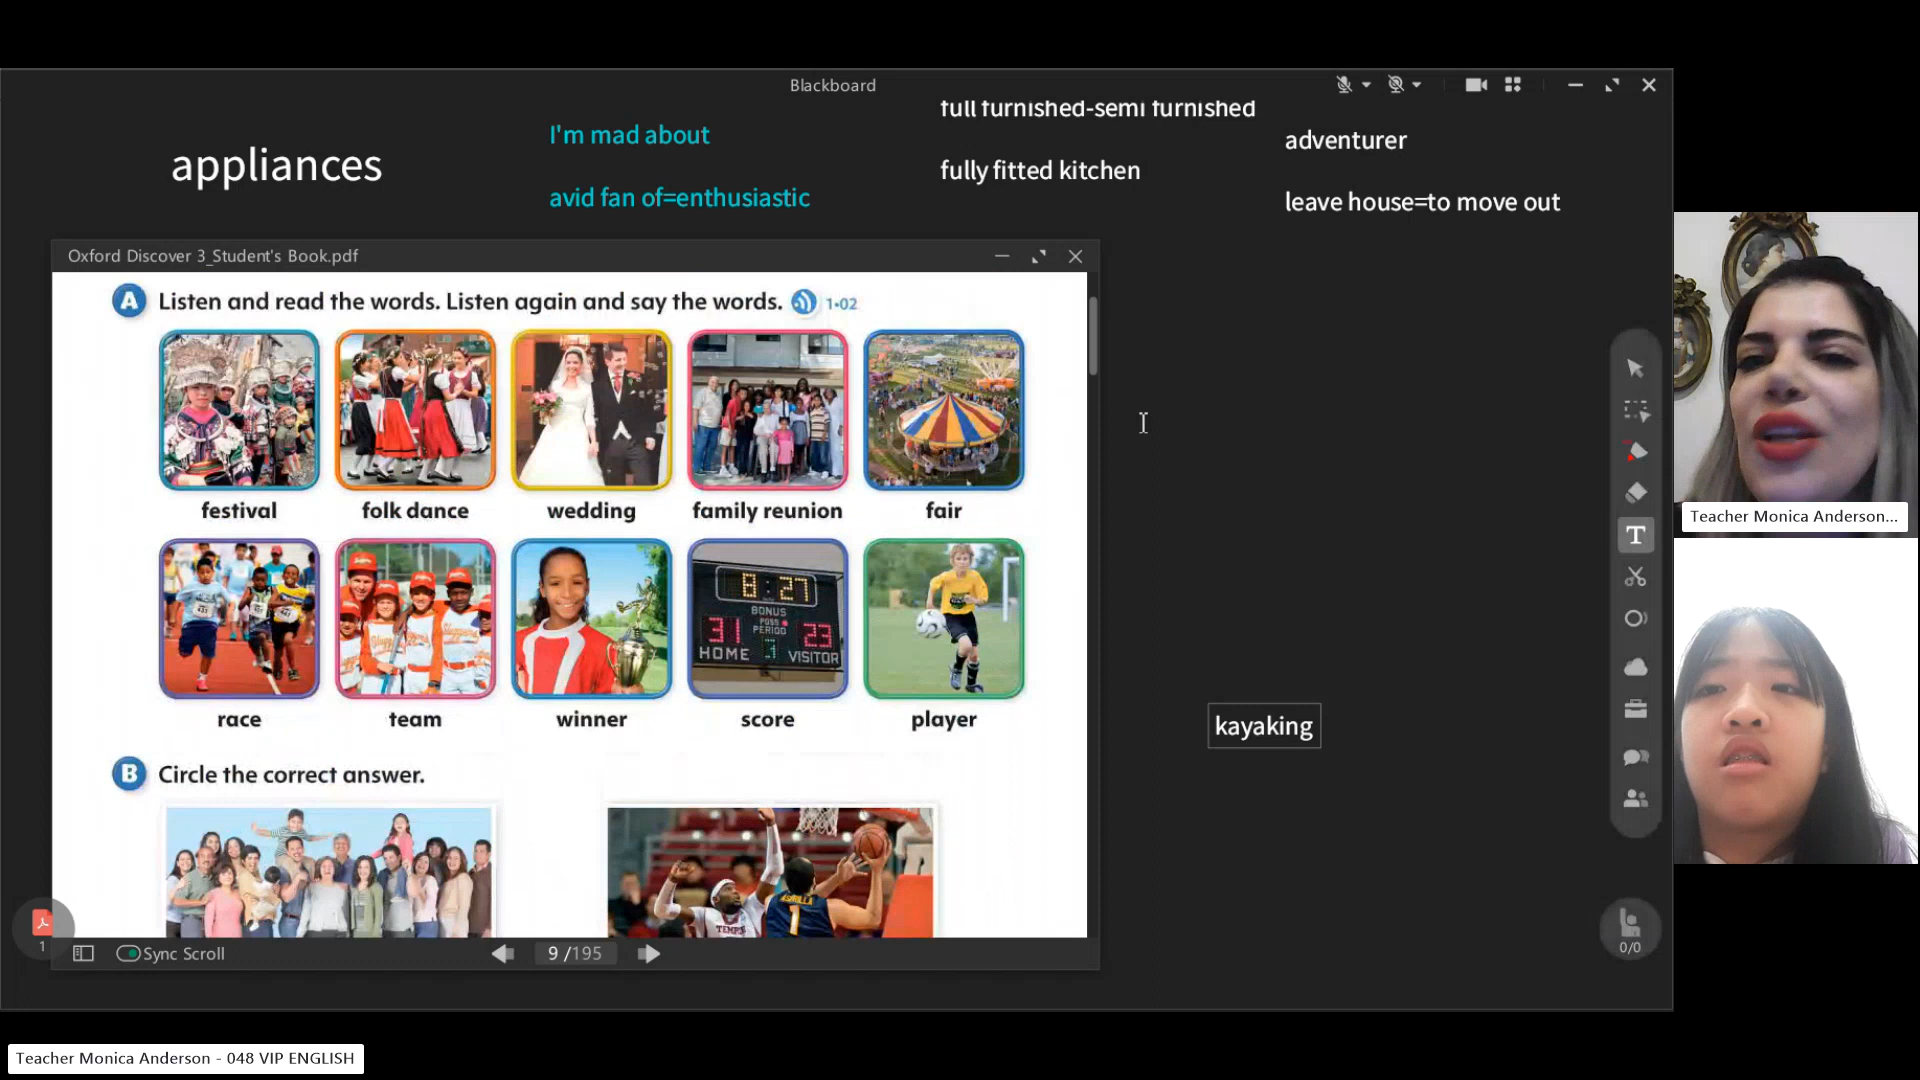 Blackboard
full furnished-semi furnished
I'm mad about
adventurer
appliances
fully fitted kitchen
avid fan of=enthusiastic
leave house=to move out
Oxford Discover 3_Student's Book.pdf
A Listen and read the words. Listen again and say the words. 1•02
festival
folk dance
wedding
family reunion
fair
8:27
BONUS
POSS
PERIOD
31
23
HOME
VISITOR
race
team
winner
score
player
kayaking
B Circle the correct answer.
1
Sync Scroll
9 /195
0/0
T
Teacher Monica Anderson...
Teacher Monica Anderson - 048 VIP ENGLISH